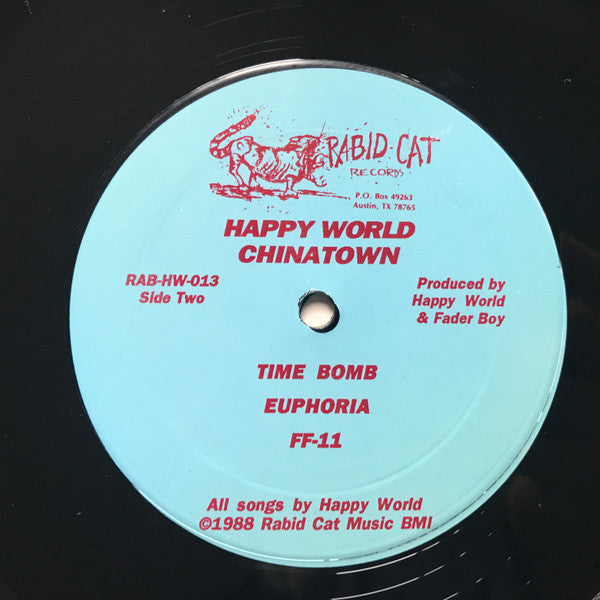 RABID CAT
RECORDS
P.O. Box 49263
Austin, TX 78765
HAPPY WORLD
CHINATOWN
RAB-HW-013
Side Two
Produced by
Happy World
& Fader Boy
TIME BOMB
EUPHORIA
FF-11
All songs by Happy World
©1988 Rabid Cat Music BMI